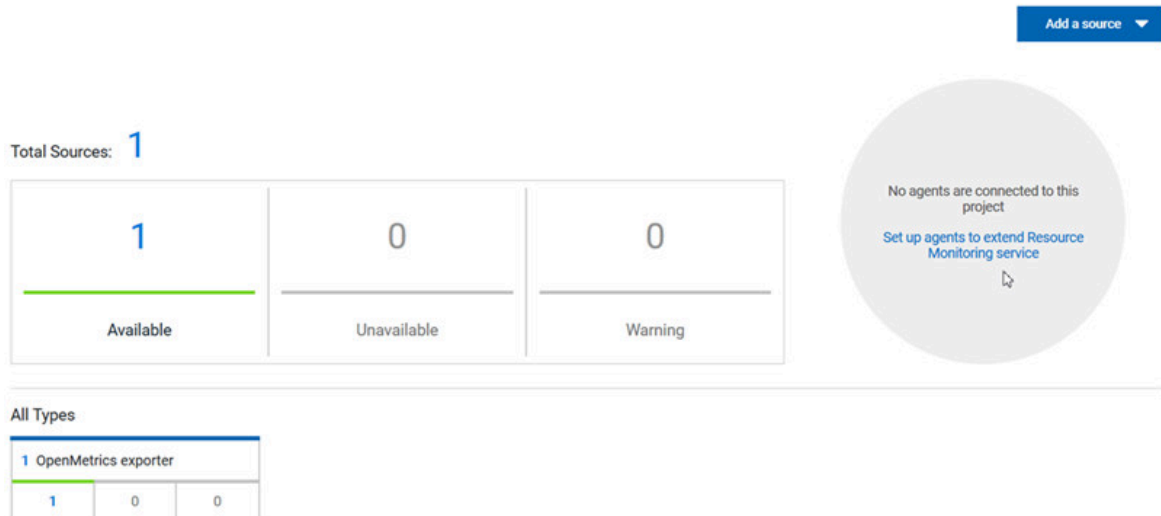 Add a source
Total Sources: 1
1 0 0
Available Unavailable Warning
No agents are connected to this
project
Set up agents to extend Resource
Monitoring service
All Types
1 OpenMetrics exporter
1 0 0